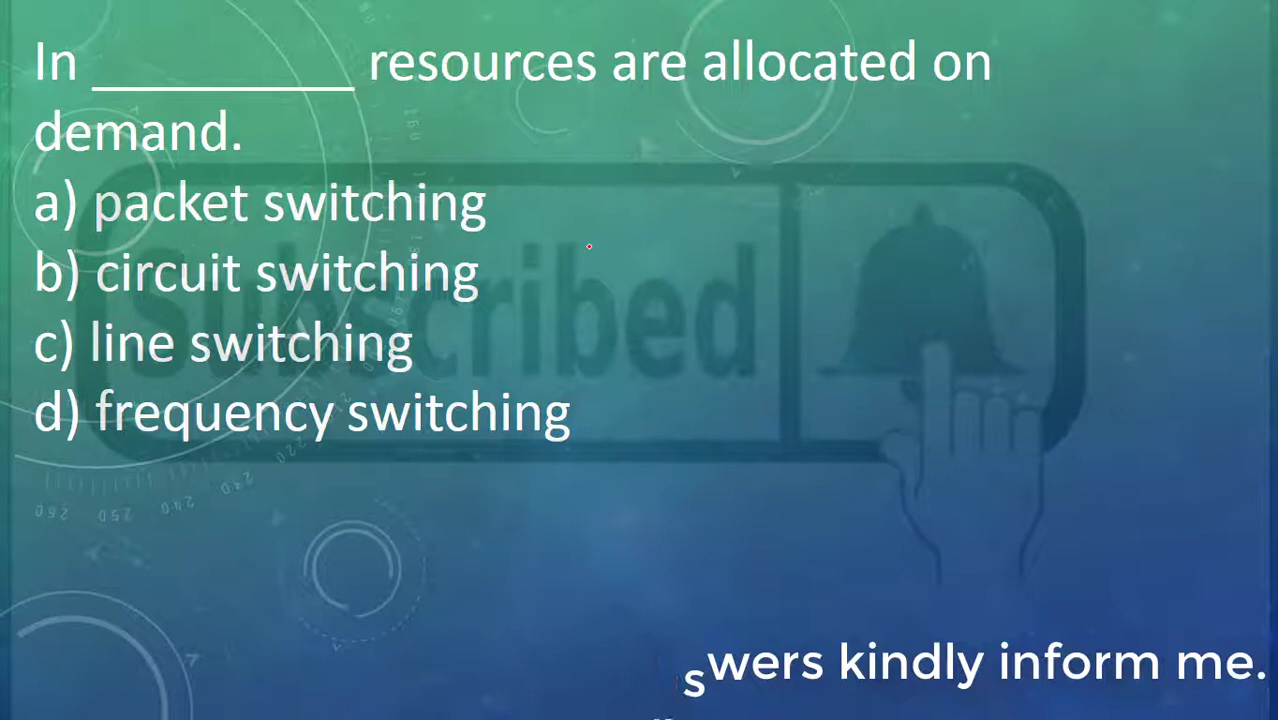 In __________ resources are allocated on
demand.
a) packet switching
b) circuit switching
c) line switching
d) frequency switching
Subscribed
swers kindly inform me.